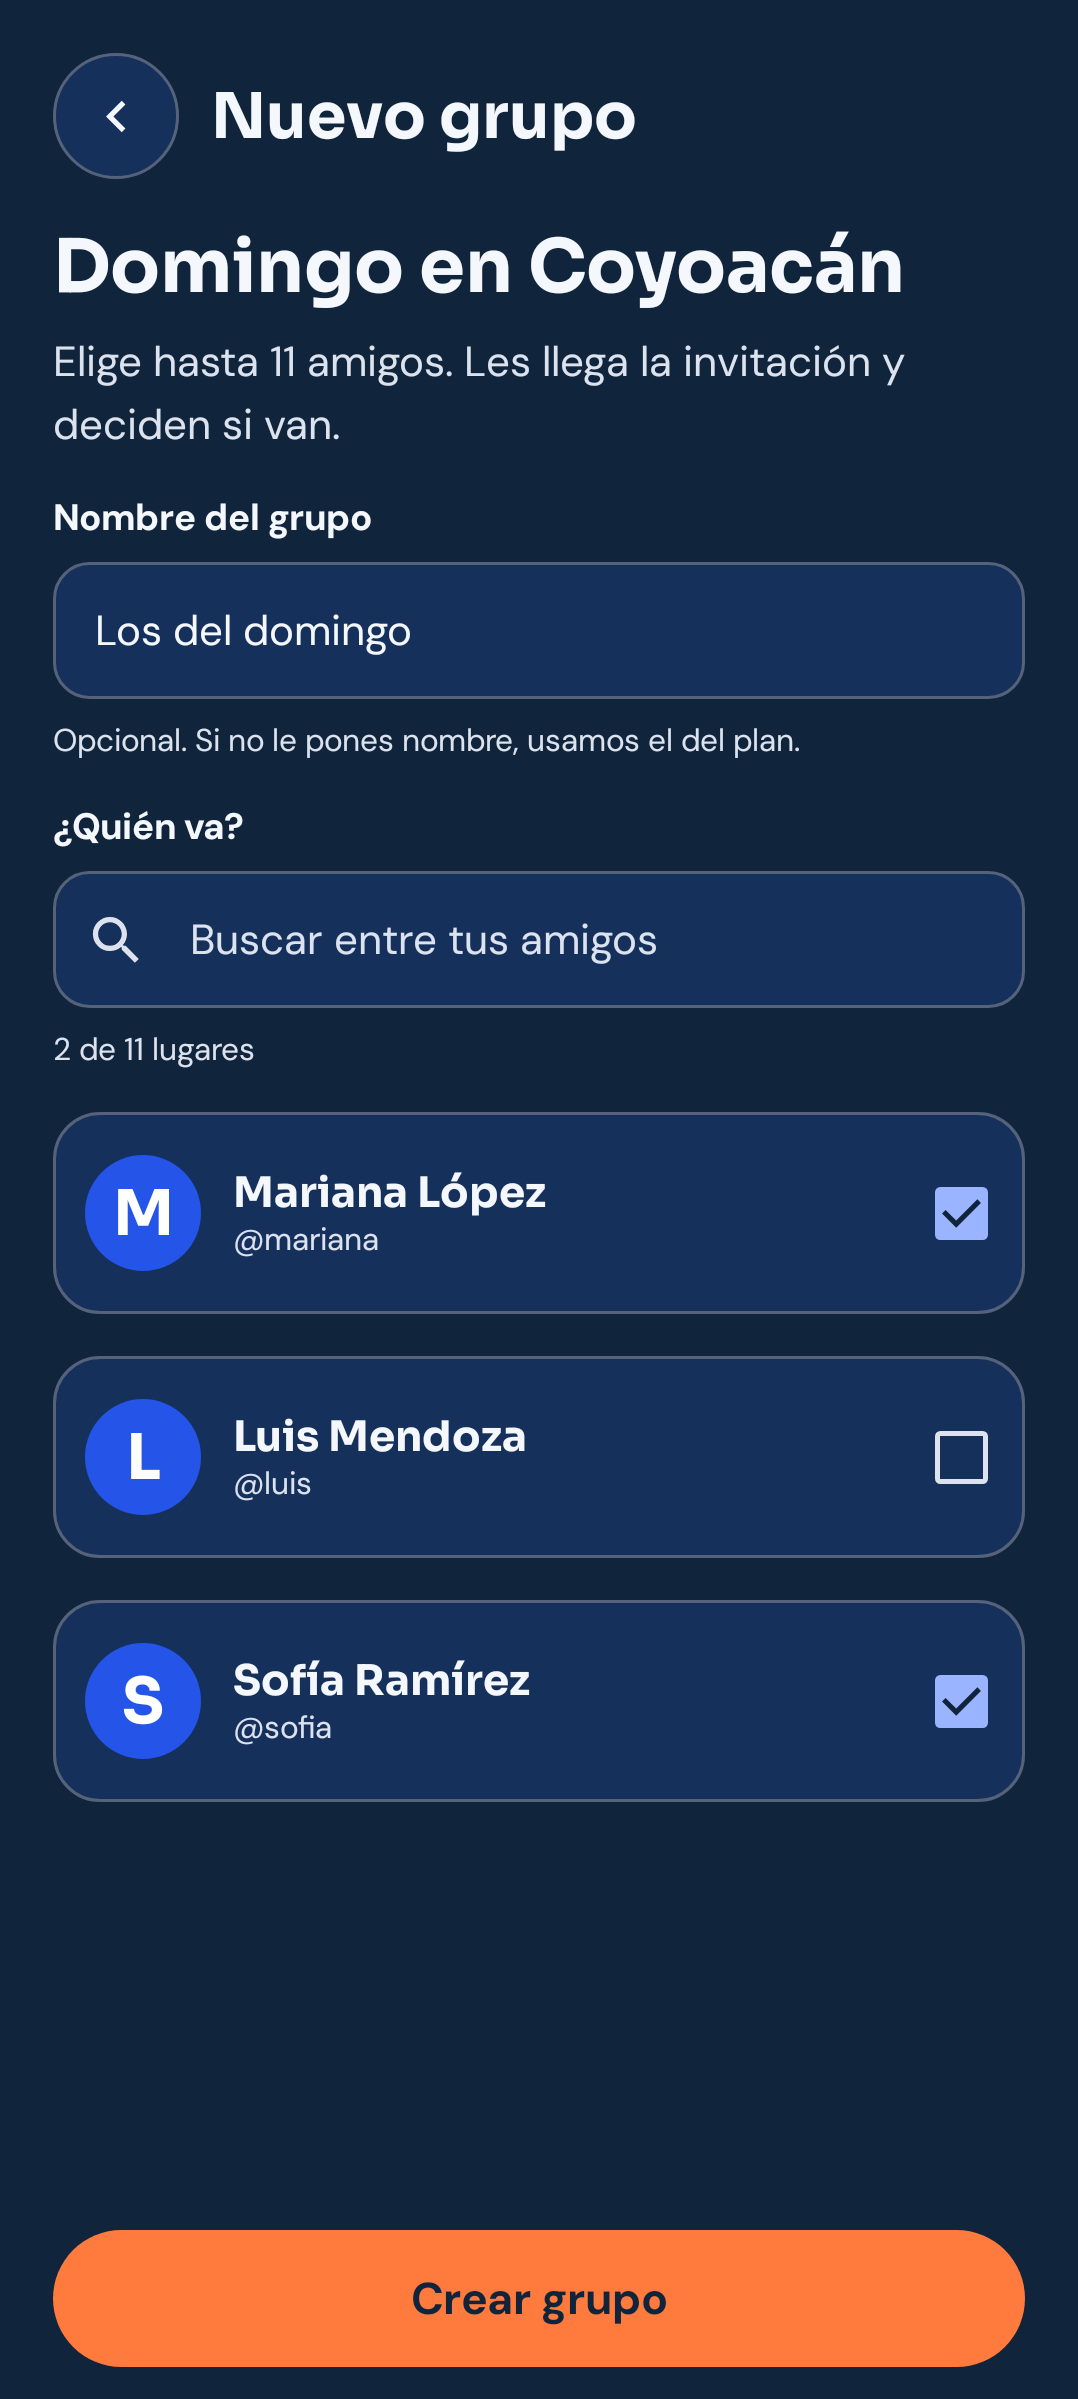 Nuevo grupo
Domingo en Coyoacán
Elige hasta 11 amigos. Les llega la invitación y
deciden si van.
Nombre del grupo
Los del domingo
Opcional. Si no le pones nombre, usamos el del plan.
¿Quién va?
Buscar entre tus amigos
2 de 11 lugares
M
Mariana López
@mariana
L
Luis Mendoza
@luis
S
Sofía Ramírez
@sofia
Crear grupo